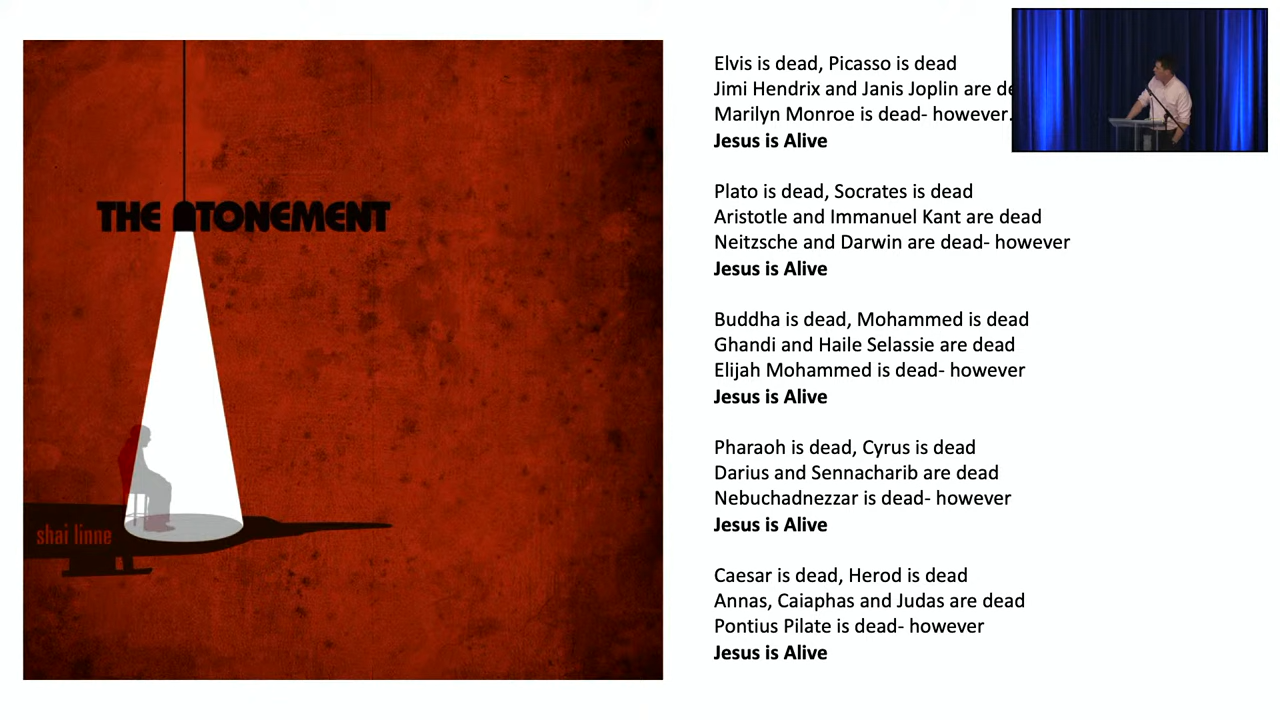 THE ATONEMENT
shai linne
Elvis is dead, Picasso is dead
Jimi Hendrix and Janis Joplin are
Marilyn Monroe is dead- however.
Jesus is Alive
Plato is dead, Socrates is dead
Aristotle and Immanuel Kant are dead
Neitzsche and Darwin are dead- however
Jesus is Alive
Buddha is dead, Mohammed is dead
Ghandi and Haile Selassie are dead
Elijah Mohammed is dead- however
Jesus is Alive
Pharaoh is dead, Cyrus is dead
Darius and Sennacharib are dead
Nebuchadnezzar is dead- however
Jesus is Alive
Caesar is dead, Herod is dead
Annas, Caiaphas and Judas are dead
Pontius Pilate is dead- however
Jesus is Alive